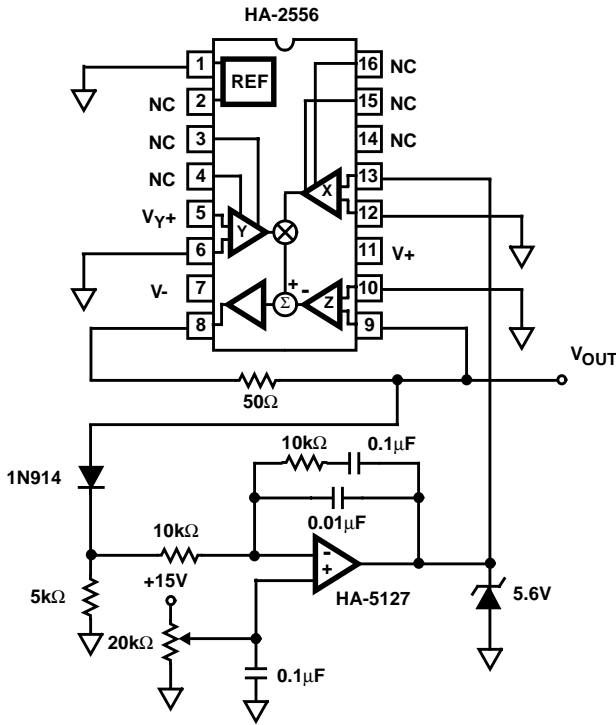 HA-2556
1
REF
16
NC
NC
2
15
NC
NC
3
14
NC
NC
4
13
X
VY+
5
Y
12
6
11
V+
V-
7
+
-
10
Σ
Z
8
9
VOUT
50Ω
10kΩ
0.1μF
1N914
0.01μF
10kΩ
-
+
+15V
HA-5127
5.6V
5kΩ
20kΩ
0.1μF